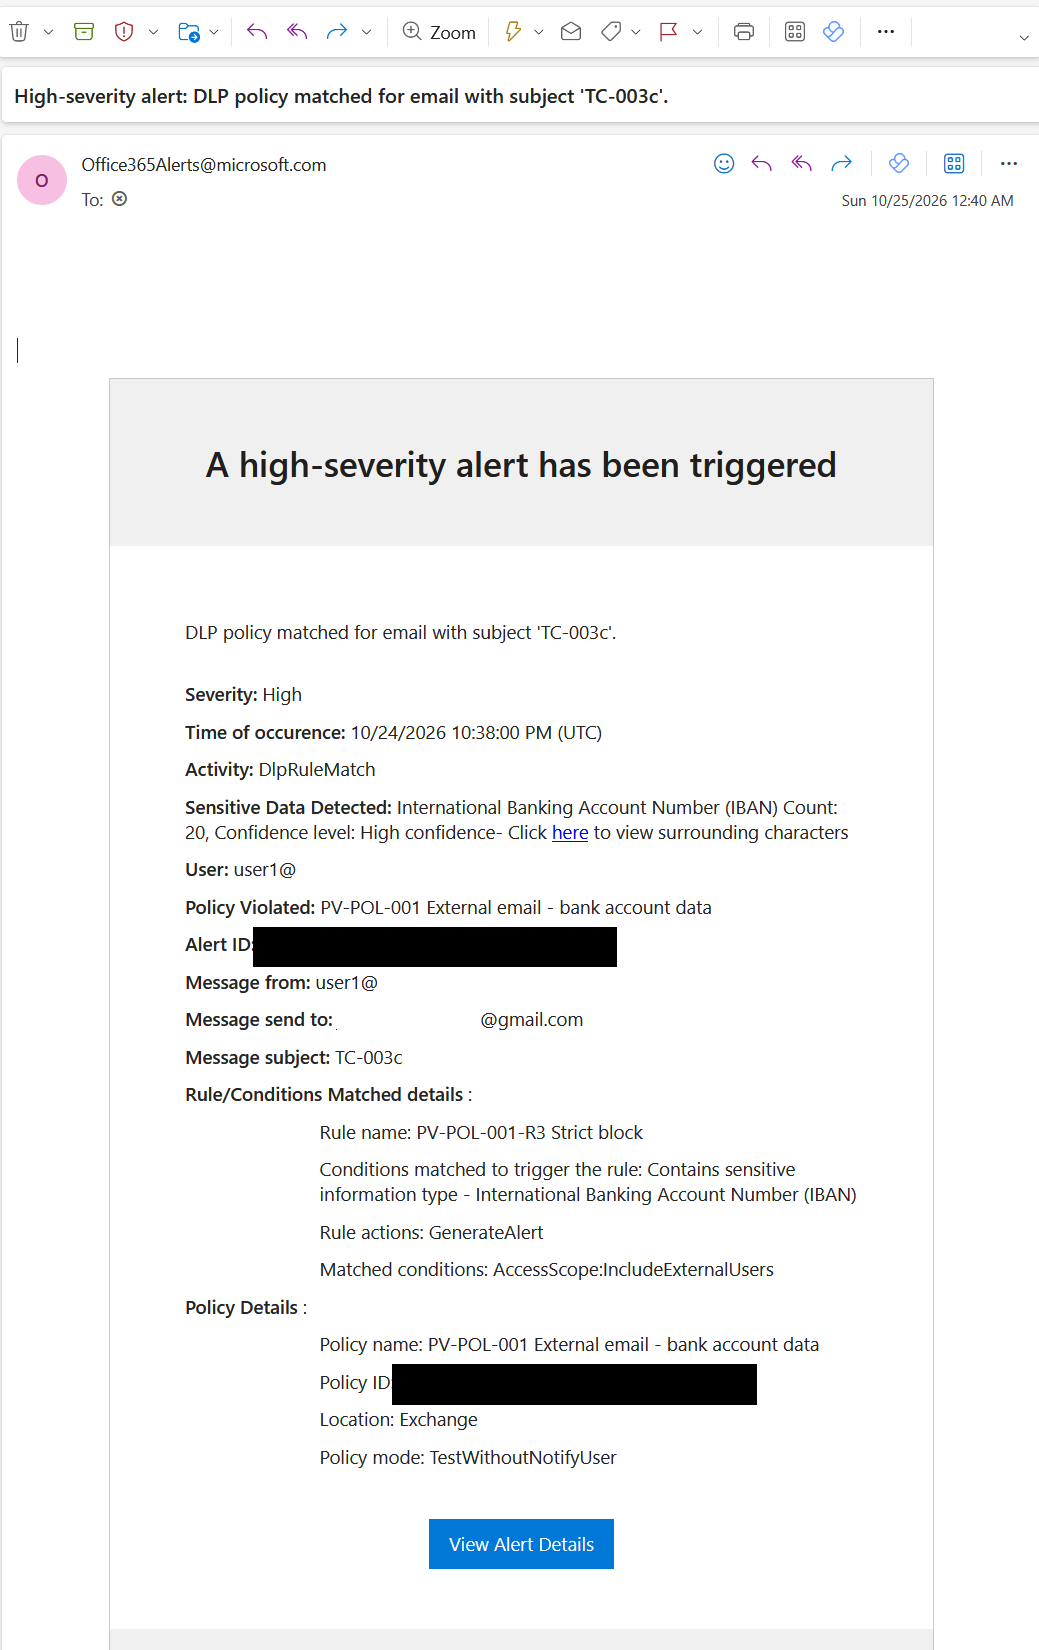 Zoom
High-severity alert: DLP policy matched for email with subject 'TC-003c'.
O
Office365Alerts@microsoft.com
To:
Sun 10/25/2026 12:40 AM
A high-severity alert has been triggered
DLP policy matched for email with subject 'TC-003c'.
Severity: High
Time of occurence: 10/24/2026 10:38:00 PM (UTC)
Activity: DlpRuleMatch
Sensitive Data Detected: International Banking Account Number (IBAN) Count:
20, Confidence level: High confidence- Click here to view surrounding characters
User: user1@
Policy Violated: PV-POL-001 External email - bank account data
Alert ID:
Message from: user1@
Message send to: @gmail.com
Message subject: TC-003c
Rule/Conditions Matched details :
Rule name: PV-POL-001-R3 Strict block
Conditions matched to trigger the rule: Contains sensitive
information type - International Banking Account Number (IBAN)
Rule actions: GenerateAlert
Matched conditions: AccessScope:IncludeExternalUsers
Policy Details :
Policy name: PV-POL-001 External email - bank account data
Policy ID
Location: Exchange
Policy mode: TestWithoutNotifyUser
View Alert Details